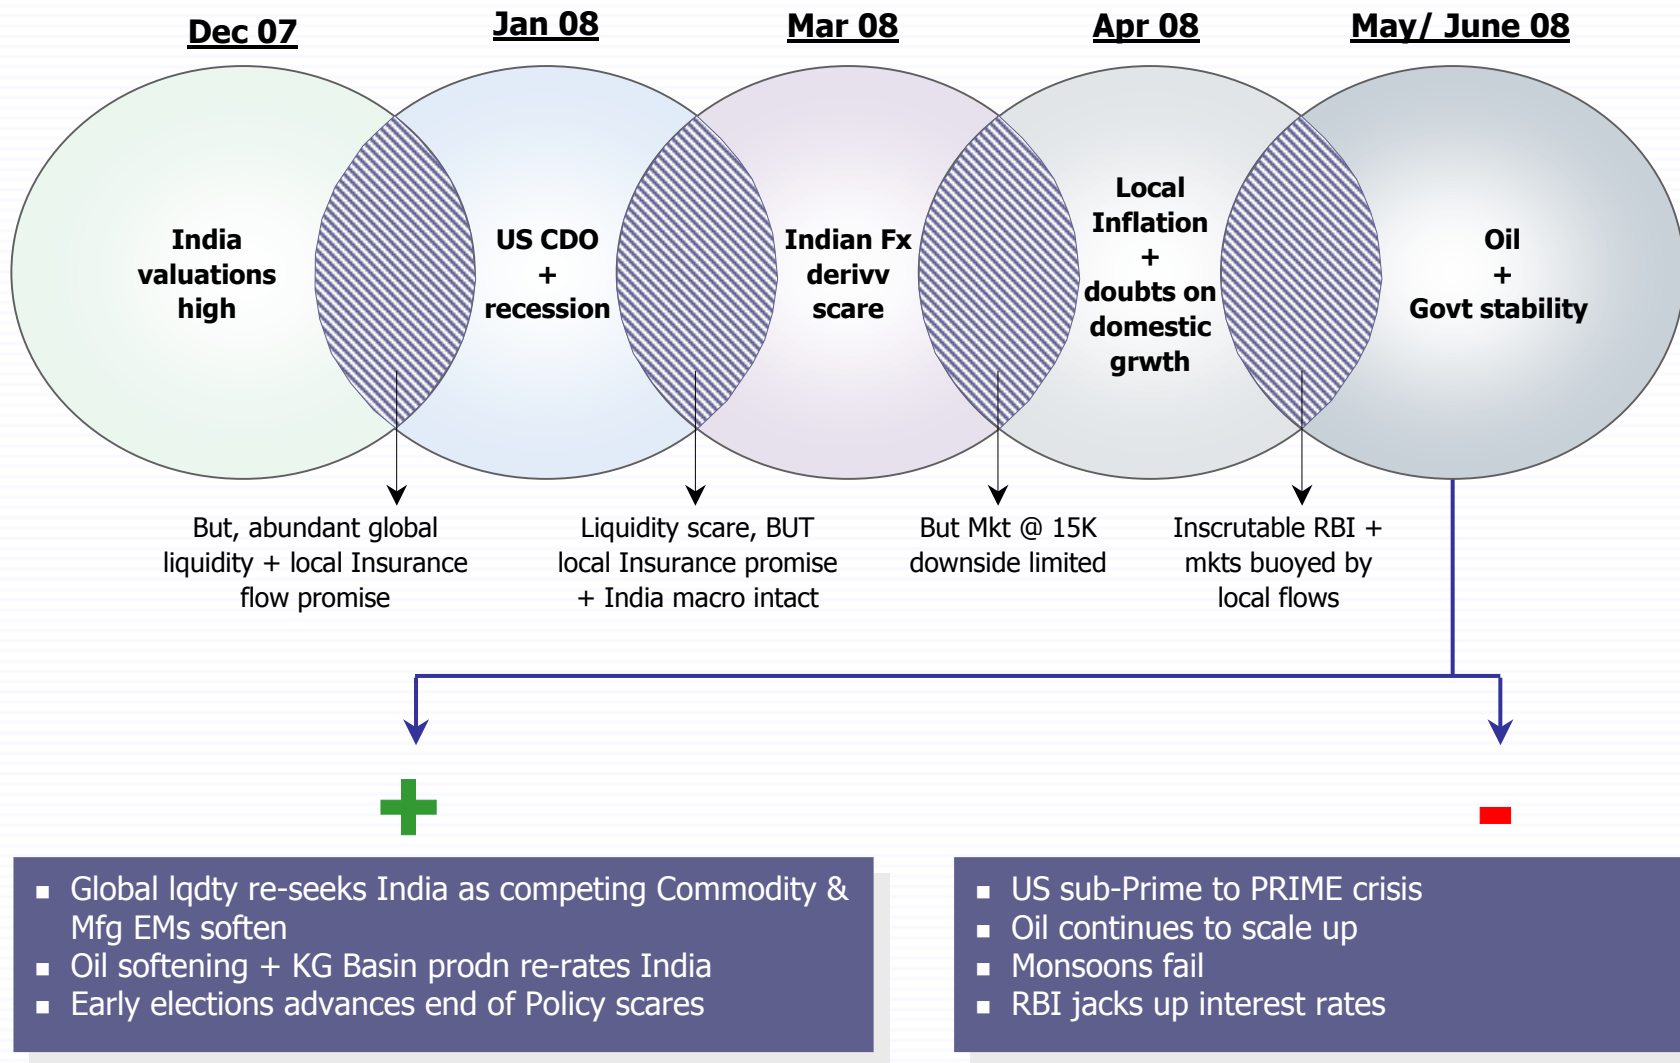 Dec 07
Jan 08
Mar 08
Apr 08
May/ June 08
India
valuations
high
US CDO
+
recession
Indian Fx
derivv
scare
Local
Inflation
+
doubts on
domestic
grwth
Oil
+
Govt stability
But, abundant global
liquidity + local Insurance
flow promise
Liquidity scare, BUT
local Insurance promise
+ India macro intact
But Mkt @ 15K
downside limited
Inscrutable RBI +
mkts buoyed by
local flows
+
-
▪ Global lqdty re-seeks India as competing Commodity &
Mfg EMs soften
▪ Oil softening + KG Basin prodn re-rates India
▪ Early elections advances end of Policy scares
▪ US sub-Prime to PRIME crisis
▪ Oil continues to scale up
▪ Monsoons fail
▪ RBI jacks up interest rates